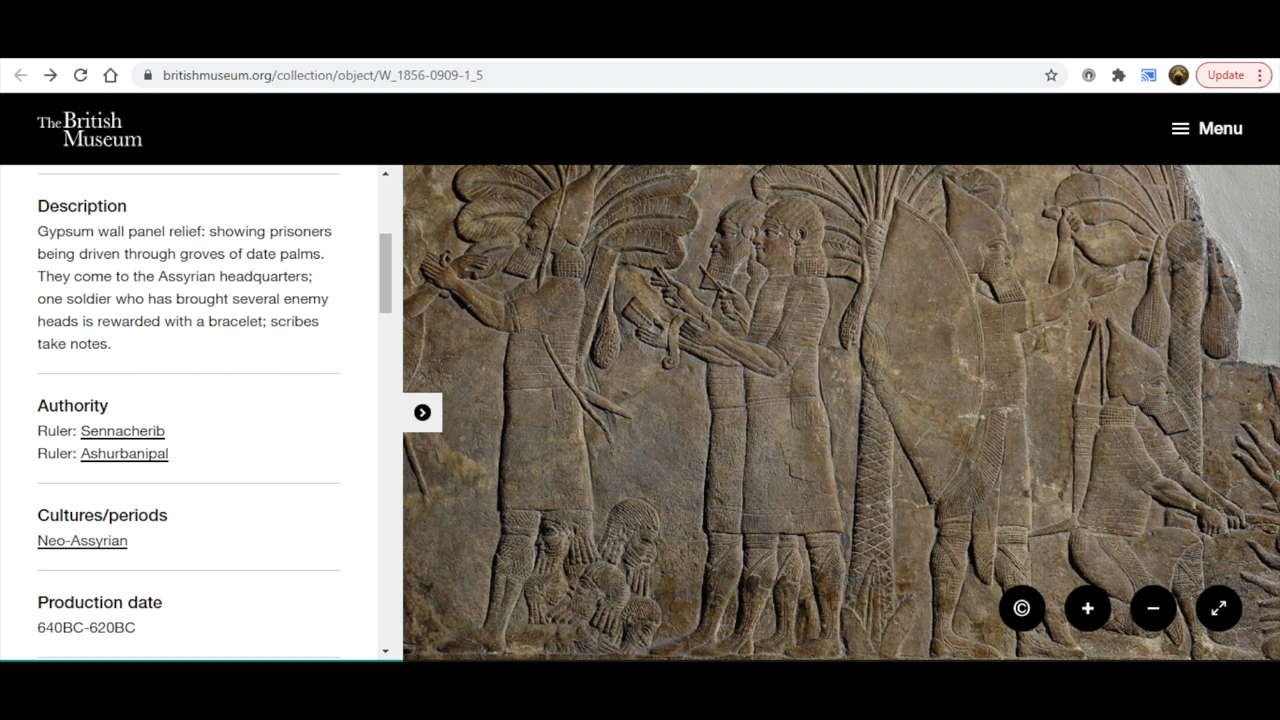 britishmuseum.org/collection/object/W_1856-0909-1_5
Update
The British
Museum
Menu
Description
Gypsum wall panel relief: showing prisoners
being driven through groves of date palms.
They come to the Assyrian headquarters;
one soldier who has brought several enemy
heads is rewarded with a bracelet; scribes
take notes.
Authority
Ruler: Sennacherib
Ruler: Ashurbanipal
Cultures/periods
Neo-Assyrian
Production date
640BC-620BC
©